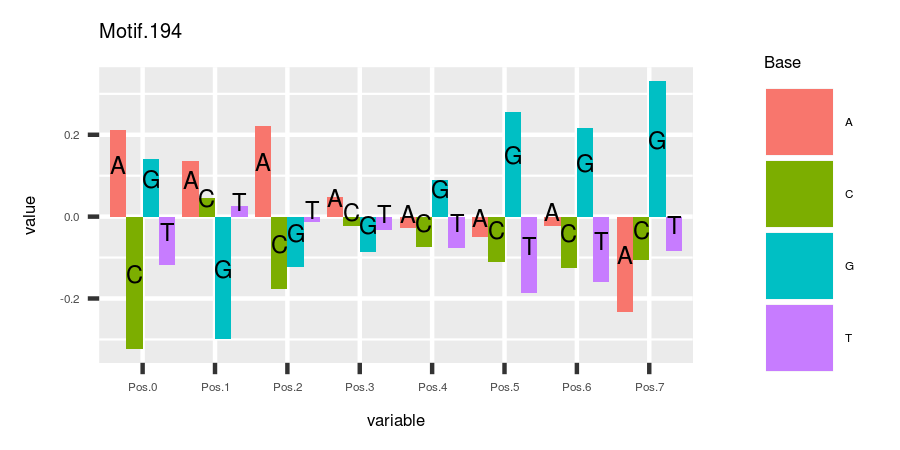 Motif.194
Base
A
C
G
T
value
0.2
0.0
-0.2
A C G T
A C G T
A C G T
A C G T
A C G T
A C G T
A C G T
A C G T
Pos.0 Pos.1 Pos.2 Pos.3 Pos.4 Pos.5 Pos.6 Pos.7
variable